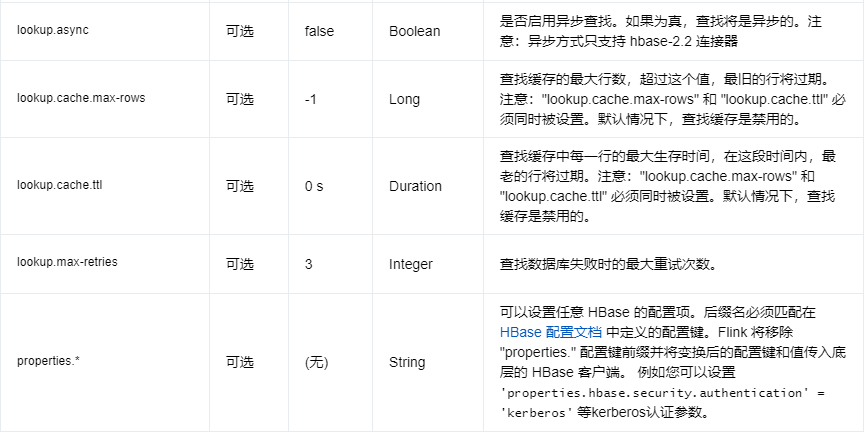 lookup.async 可选 false Boolean 是否启用异步查找。如果为真，查找将是异步的。注
意：异步方式只支持 hbase-2.2 连接器
lookup.cache.max-rows 可选 -1 Long 查找缓存的最大行数，超过这个值，最旧的行将过期。
注意："lookup.cache.max-rows" 和 "lookup.cache.ttl" 必
须同时被设置。默认情况下，查找缓存是禁用的。
lookup.cache.ttl 可选 0 s Duration 查找缓存中每一行的最大生存时间，在这段时间内，最
老的行将过期。注意："lookup.cache.max-rows" 和
"lookup.cache.ttl" 必须同时被设置。默认情况下，查找
缓存是禁用的。
lookup.max-retries 可选 3 Integer 查找数据库失败时的最大重试次数。
properties.* 可选 (无) String 可以设置任意 HBase 的配置项。后缀名必须匹配在
HBase 配置文档 中定义的配置键。Flink 将移除
"properties." 配置键前缀并将变换后的配置键和值传入底
层的 HBase 客户端。 例如您可以设置
'properties.hbase.security.authentication' =
'kerberos' 等kerberos认证参数。